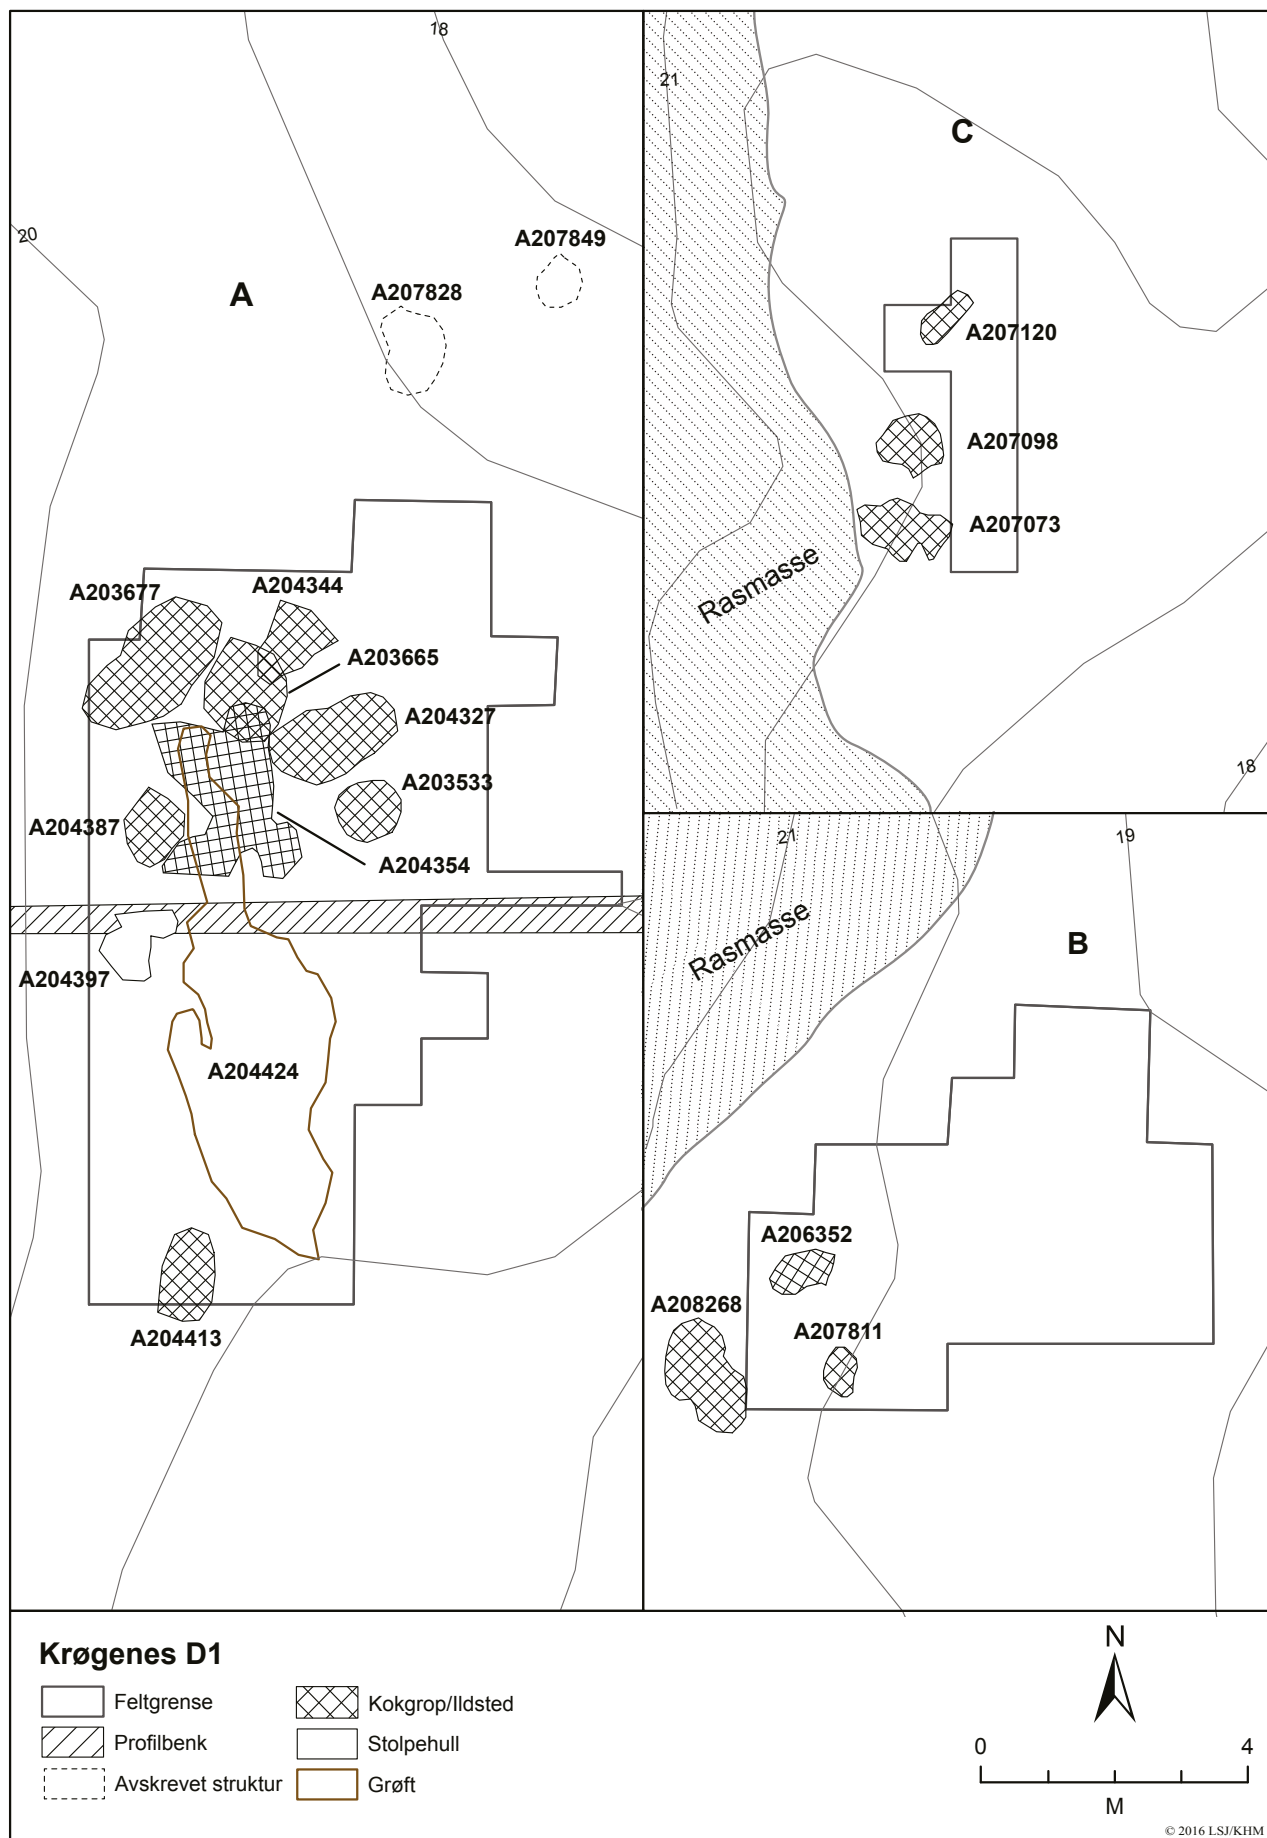 18
20
A
A207849
A207828
A203677
A204344
A203665
A204327
A203533
A204387
A204354
A204397
A204424
A204413
21
C
A207120
A207098
A207073
Rasmasse
18
21
19
Rasmasse
B
A206352
A208268
A207811
Krøgenes D1
Feltgrense
Profilbenk
Avskrevet struktur
Kokgrop/Ildsted
Stolpehull
Grøft
N
0 4
M
© 2016 LSJ/KHM